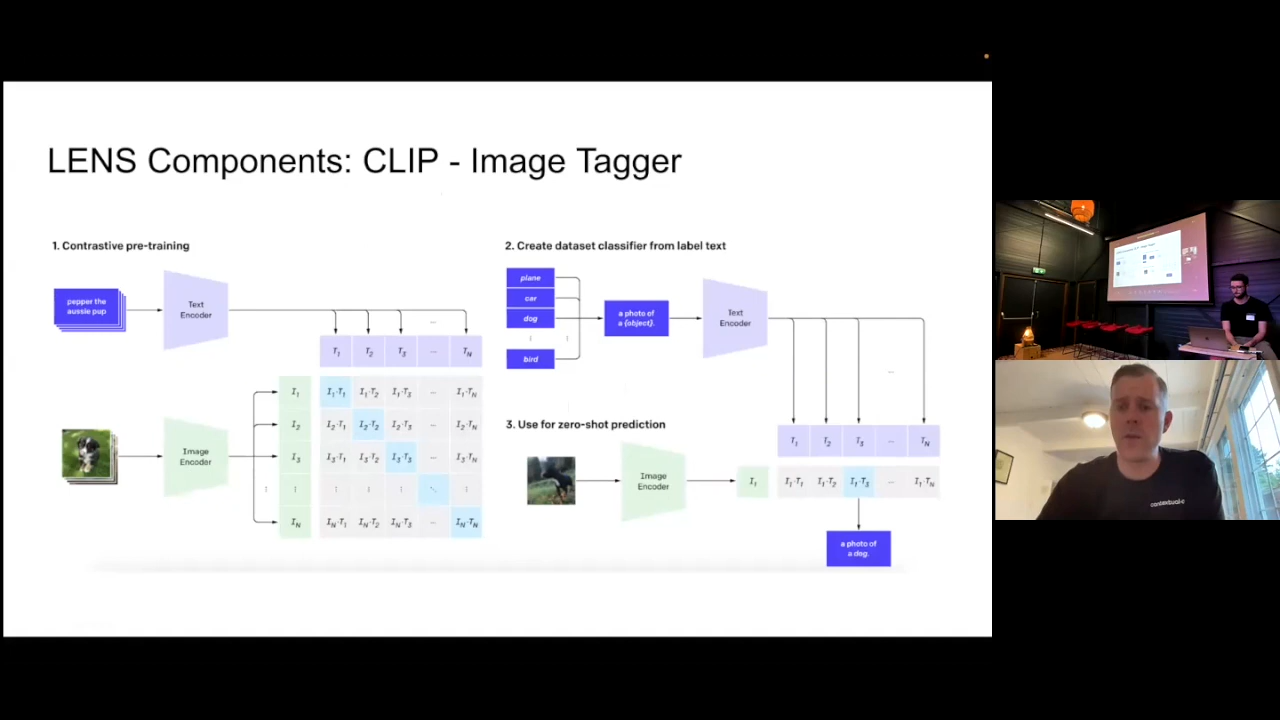 LENS Components: CLIP - Image Tagger
1. Contrastive pre-training
pepper the
aussie pup
Text
Encoder
...
T1 T2 T3 ... TN
I1 I1·T1 I1·T2 I1·T3 ... I1·TN
I2 I2·T1 I2·T2 I2·T3 ... I2·TN
Image
Encoder
I3 I3·T1 I3·T2 I3·T3 ... I3·TN
⋮ ⋮ ⋮ ⋮ ⋱ ⋮
IN IN·T1 IN·T2 IN·T3 ... IN·TN
2. Create dataset classifier from label text
plane
car
dog
⋮ ⋮
bird
a photo of
a {object}.
Text
Encoder
...
3. Use for zero-shot prediction
Image
Encoder
T1 T2 T3 ... TN
I1 I1·T1 I1·T2 I1·T3 ... I1·TN
a photo of
a dog.